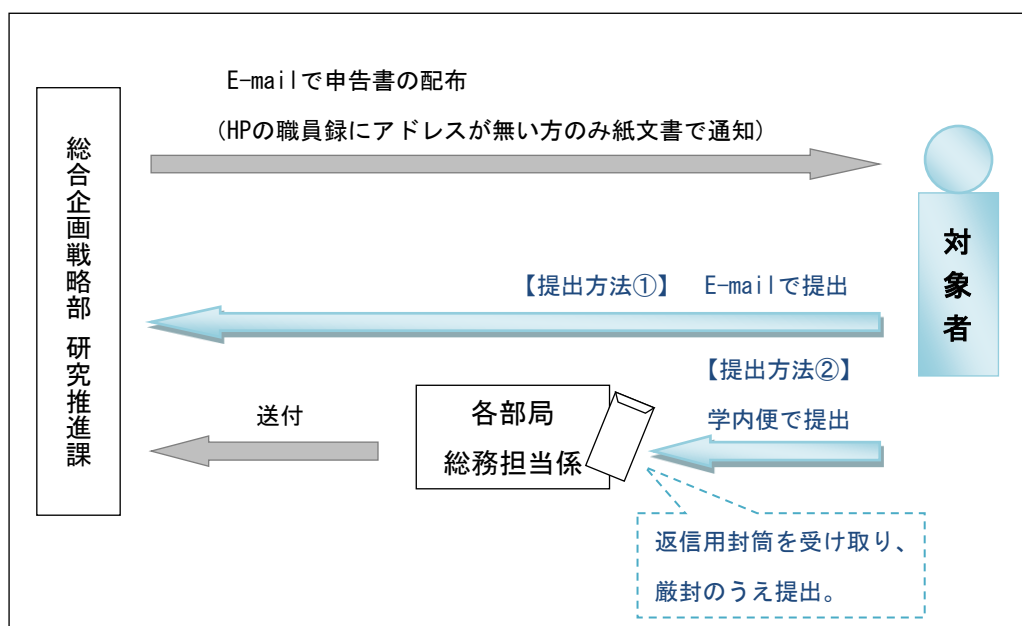 E-mailで申告書の配布
(HPの職員録にアドレスが無い方のみ紙文書で通知)
総合企画戦略部 研究推進課
対象者
【提出方法①】 E-mailで提出
【提出方法②】
学内便で提出
送付
各部局
総務担当係
返信用封筒を受け取り、
厳封のうえ提出。